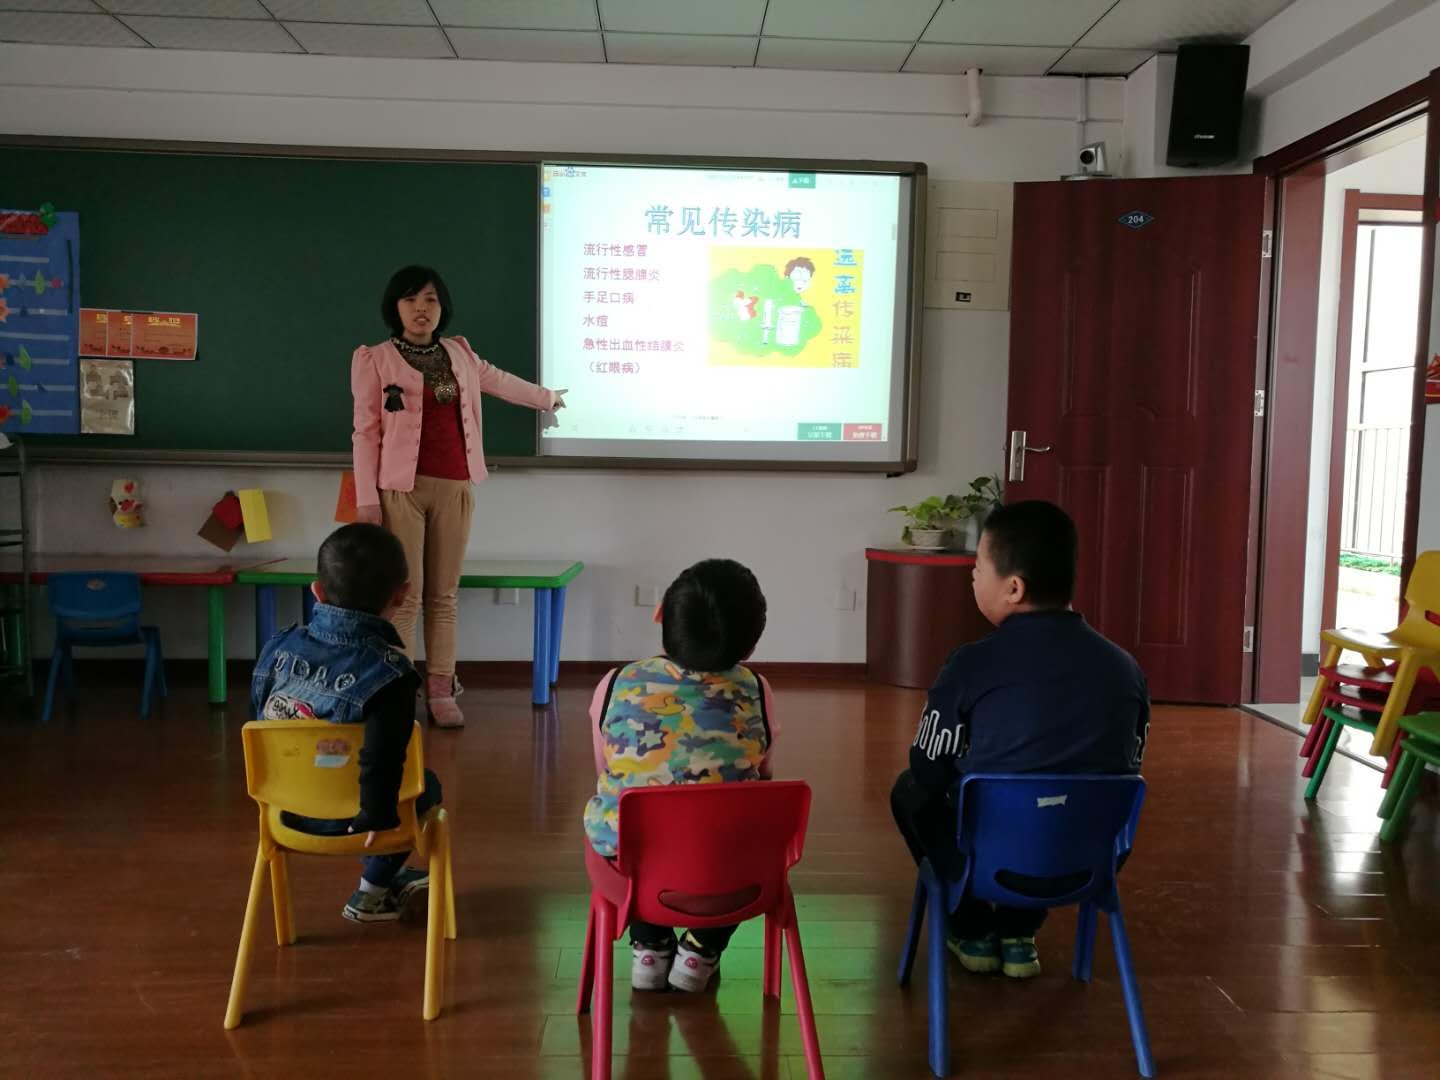 常见传染病
流行性感冒
流行性腮腺炎
手足口病
水痘
急性出血性结膜炎
（红眼病）
远离传染病
204